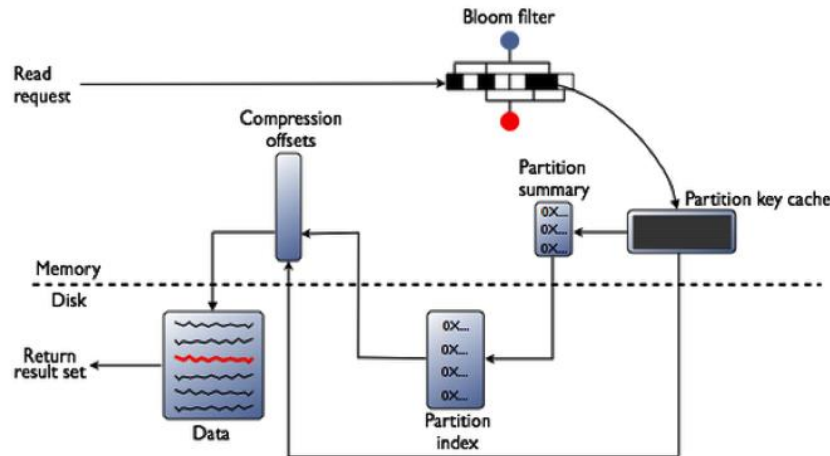 Bloom filter
Read
request
Compression
offsets
Partition
summary
Partition key cache
0X...
0X...
0X...
Memory
Disk
0X...
0X...
0X...
0X...
Return
result set
Data
Partition
index